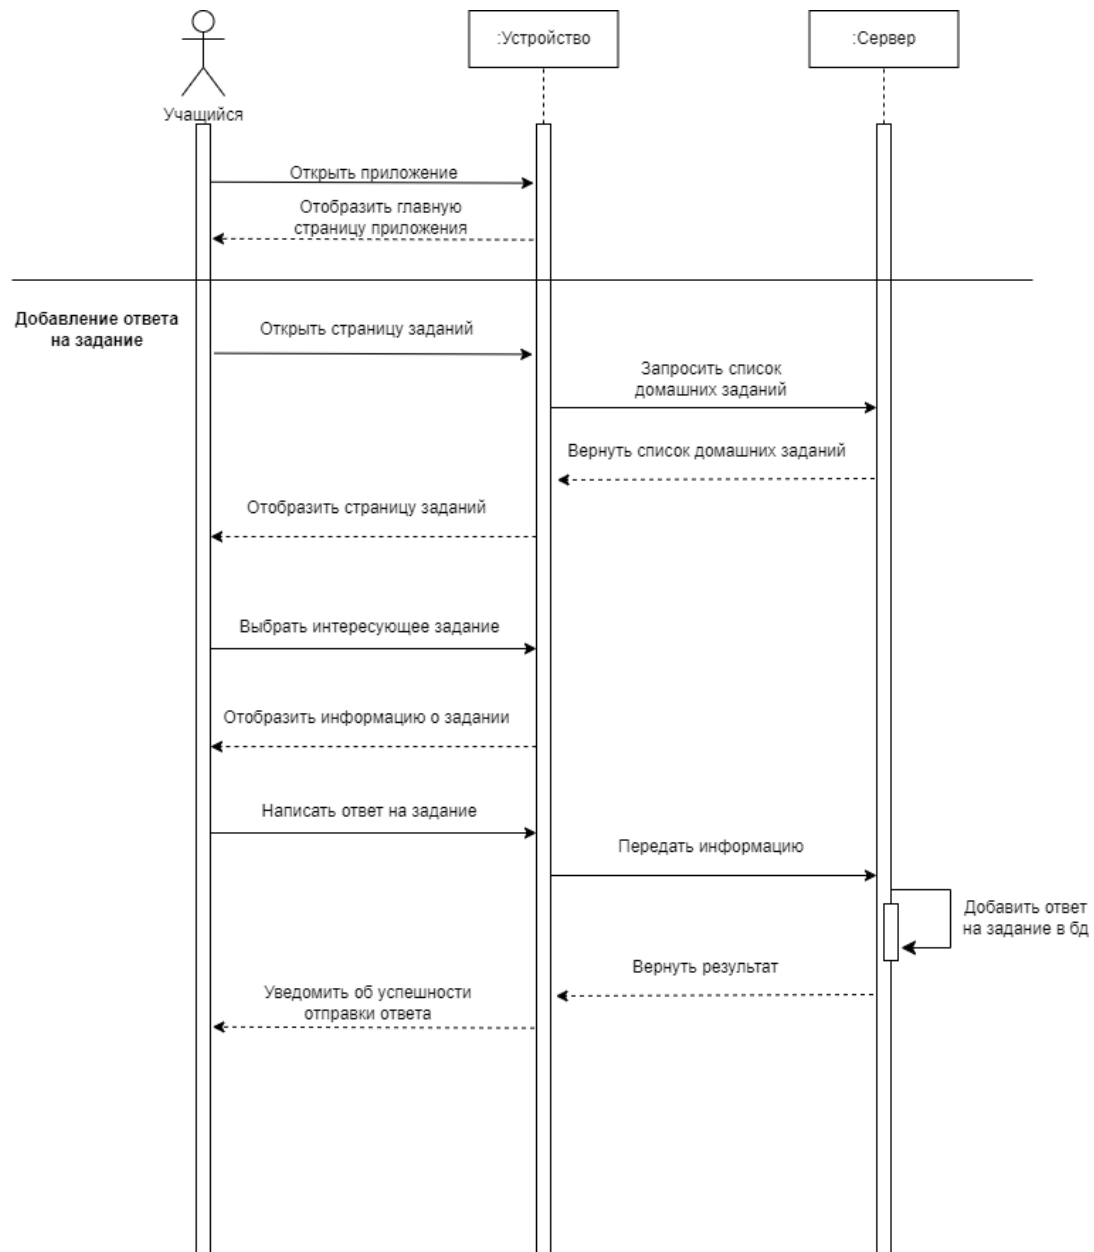 :Устройство
:Сервер
Учащийся
Открыть приложение
Отобразить главную
страницу приложения
Добавление ответа
на задание
Открыть страницу заданий
Запросить список
домашних заданий
Вернуть список домашних заданий
Отобразить страницу заданий
Выбрать интересующее задание
Отобразить информацию о задании
Написать ответ на задание
Передать информацию
Добавить ответ
на задание в бд
Вернуть результат
Уведомить об успешности
отправки ответа